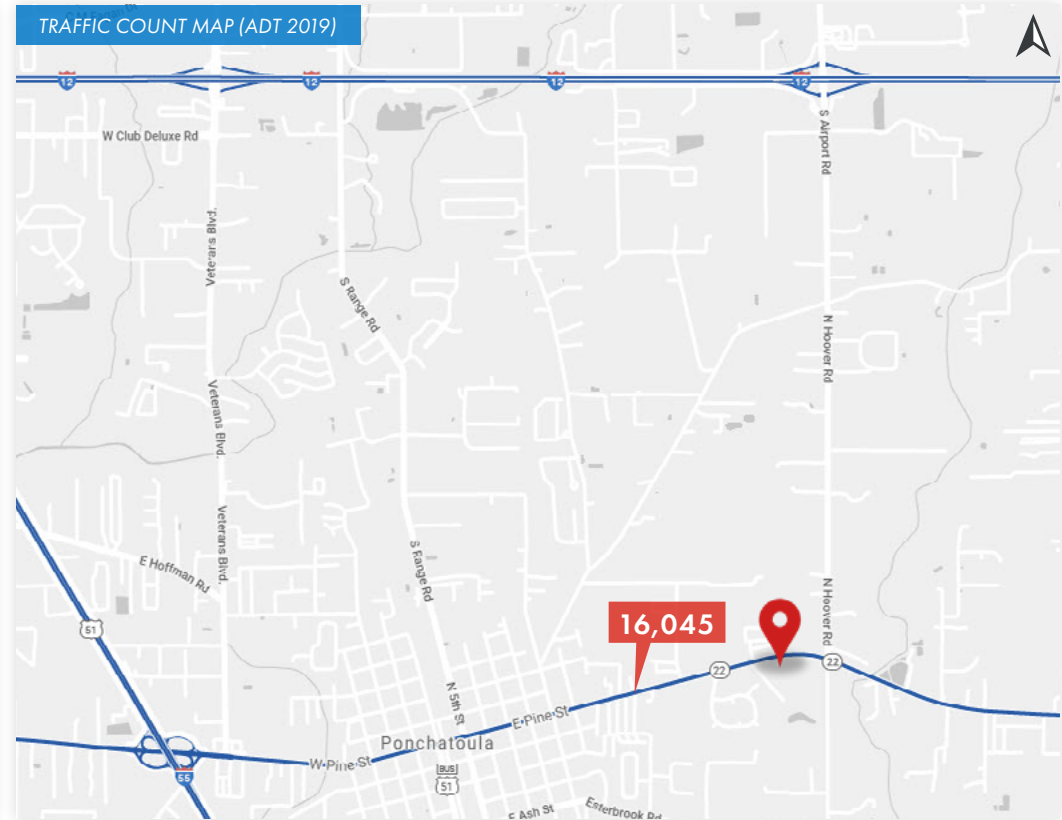 TRAFFIC COUNT MAP (ADT 2019)
12
12
12
12
W Club Deluxe Rd
S Airport Rd
Veterans Blvd.
S Range Rd
N Hoover Rd
Veterans Blvd.
Veterans Blvd.
S Range Rd
E Hoffman Rd
51
N Hoover Rd
16,045
22
22
N 5th St
E Pine St
Ponchatoula
W Pine St
55
BUS
51
E Ash St
Esterbrook Rd